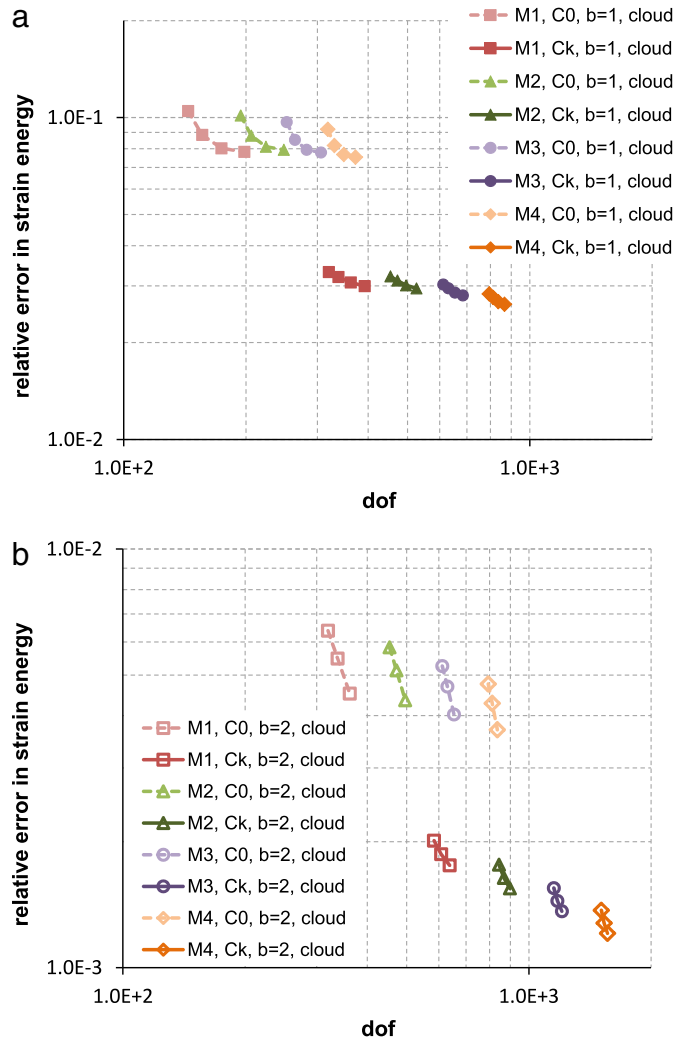 a
M1, C0, b=1, cloud
M1, Ck, b=1, cloud
M2, C0, b=1, cloud
M2, Ck, b=1, cloud
M3, C0, b=1, cloud
M3, Ck, b=1, cloud
M4, C0, b=1, cloud
M4, Ck, b=1, cloud
relative error in strain energy
1.0E-1
1.0E-2
1.0E+2
1.0E+3
dof
b
1.0E-2
relative error in strain energy
M1, C0, b=2, cloud
M1, Ck, b=2, cloud
M2, C0, b=2, cloud
M2, Ck, b=2, cloud
M3, C0, b=2, cloud
M3, Ck, b=2, cloud
M4, C0, b=2, cloud
M4, Ck, b=2, cloud
1.0E-3
1.0E+2
1.0E+3
dof